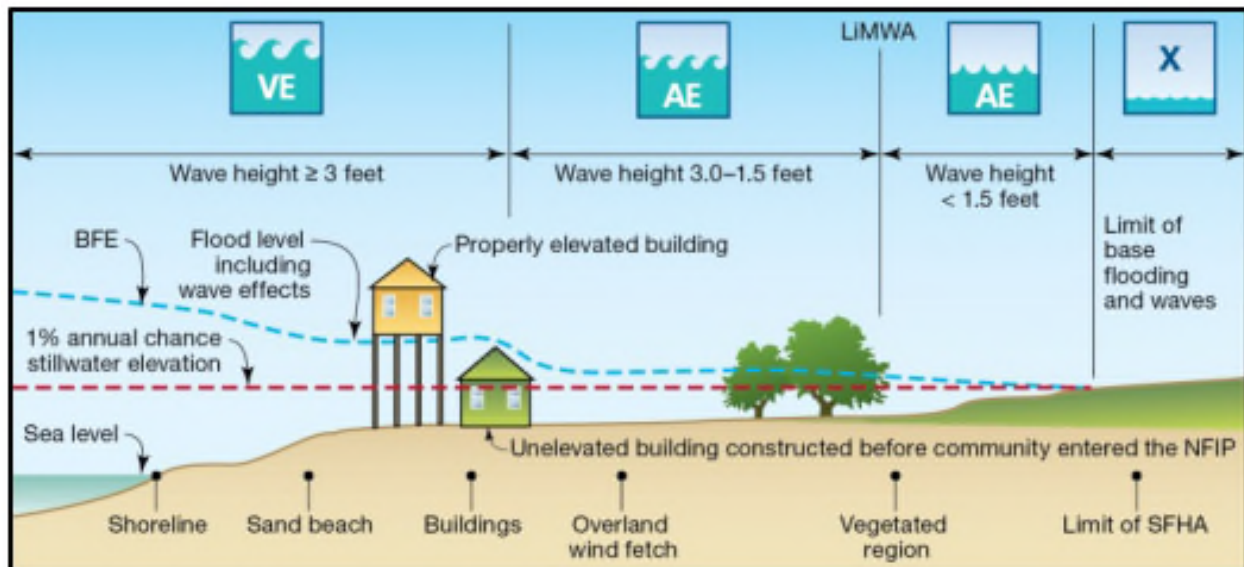 LiMWA
VE
AE
AE
X
Wave height ≥ 3 feet
Wave height 3.0–1.5 feet
Wave height
< 1.5 feet
BFE
Flood level
including
wave effects
Properly elevated building
Limit of
base
flooding
and waves
1% annual chance
stillwater elevation
Sea level
Unelevated building constructed before community entered the NFIP
Shoreline
Sand beach
Buildings
Overland
wind fetch
Vegetated
region
Limit of SFHA